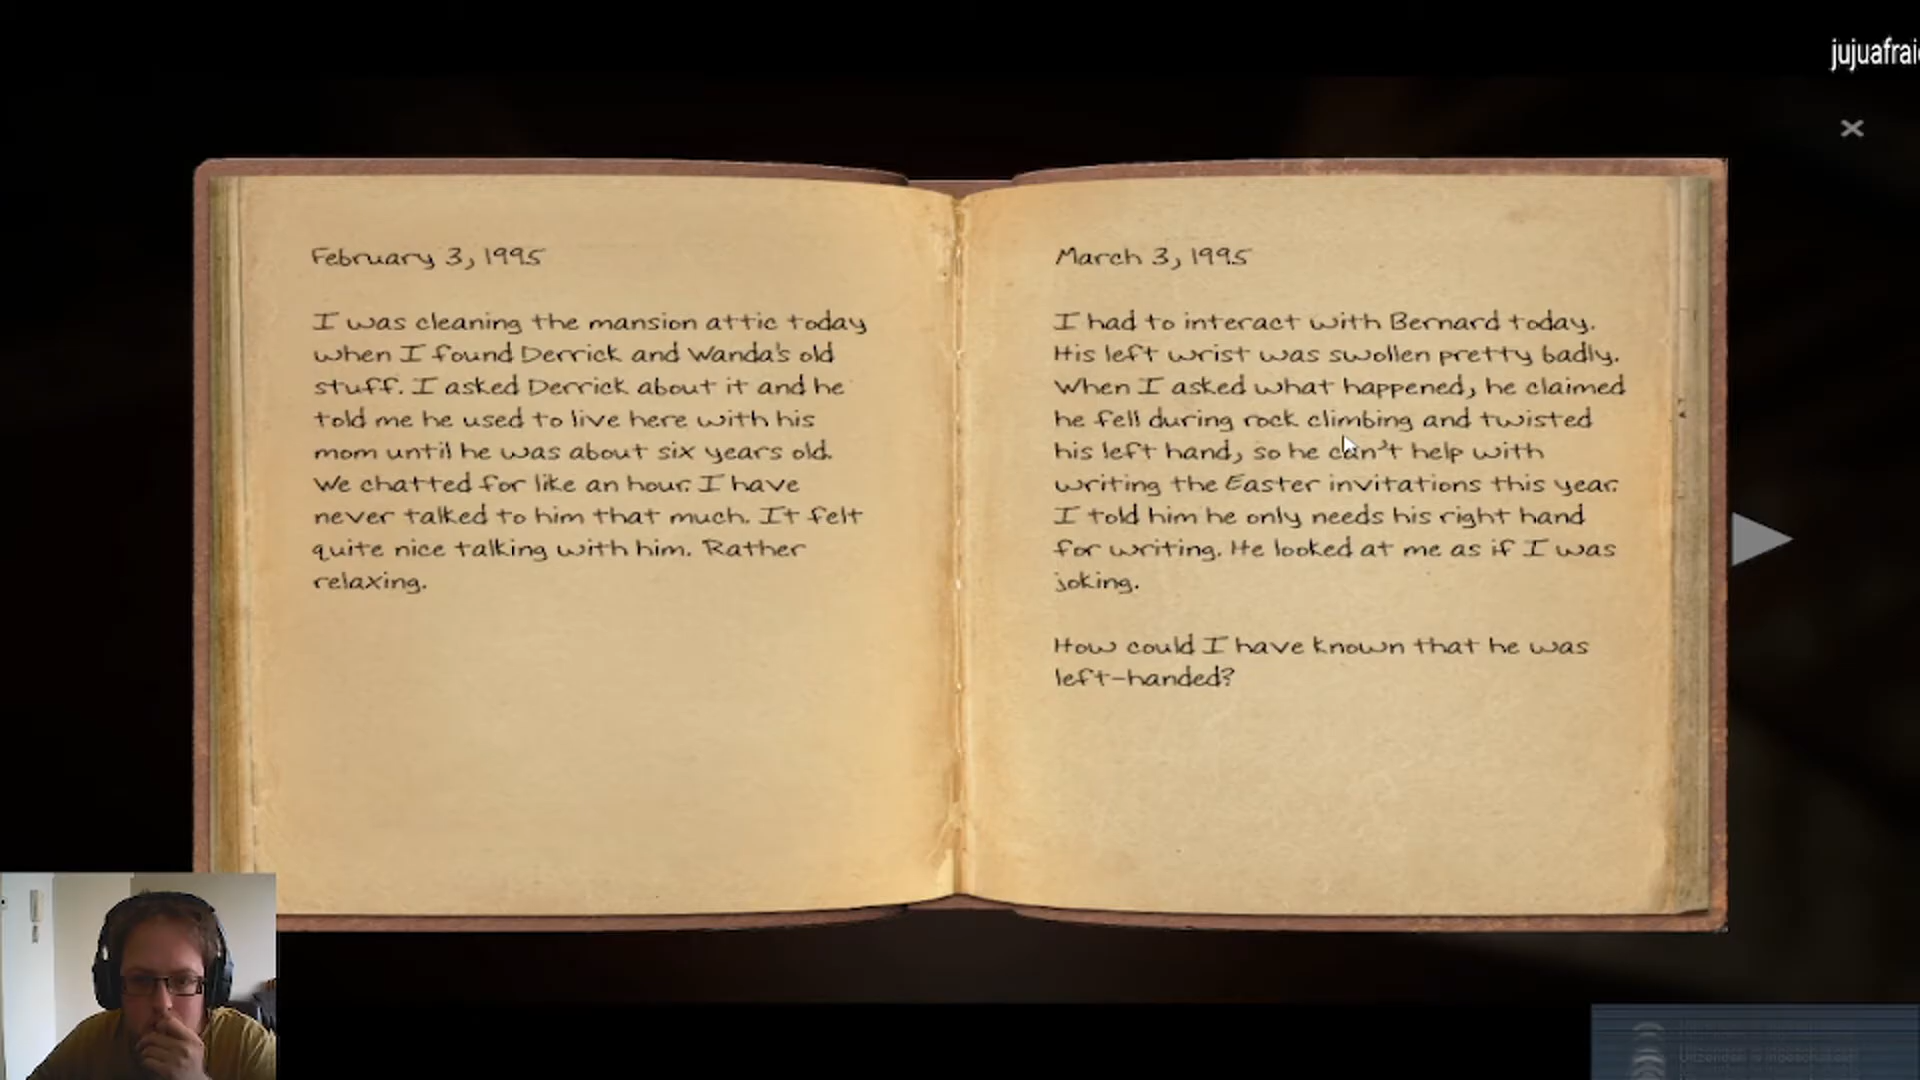 jujuafrai
February 3, 1995
I was cleaning the mansion attic today
when I found Derrick and Wanda's old
stuff. I asked Derrick about it and he
told me he used to live here with his
mom until he was about six years old.
We chatted for like an hour. I have
never talked to him that much. It felt
quite nice talking with him. Rather
relaxing.
March 3, 1995
I had to interact with Bernard today.
His left wrist was swollen pretty badly.
When I asked what happened, he claimed
he fell during rock climbing and twisted
his left hand, so he can't help with
writing the Easter invitations this year.
I told him he only needs his right hand
for writing. He looked at me as if I was
joking.
How could I have known that he was
left-handed?